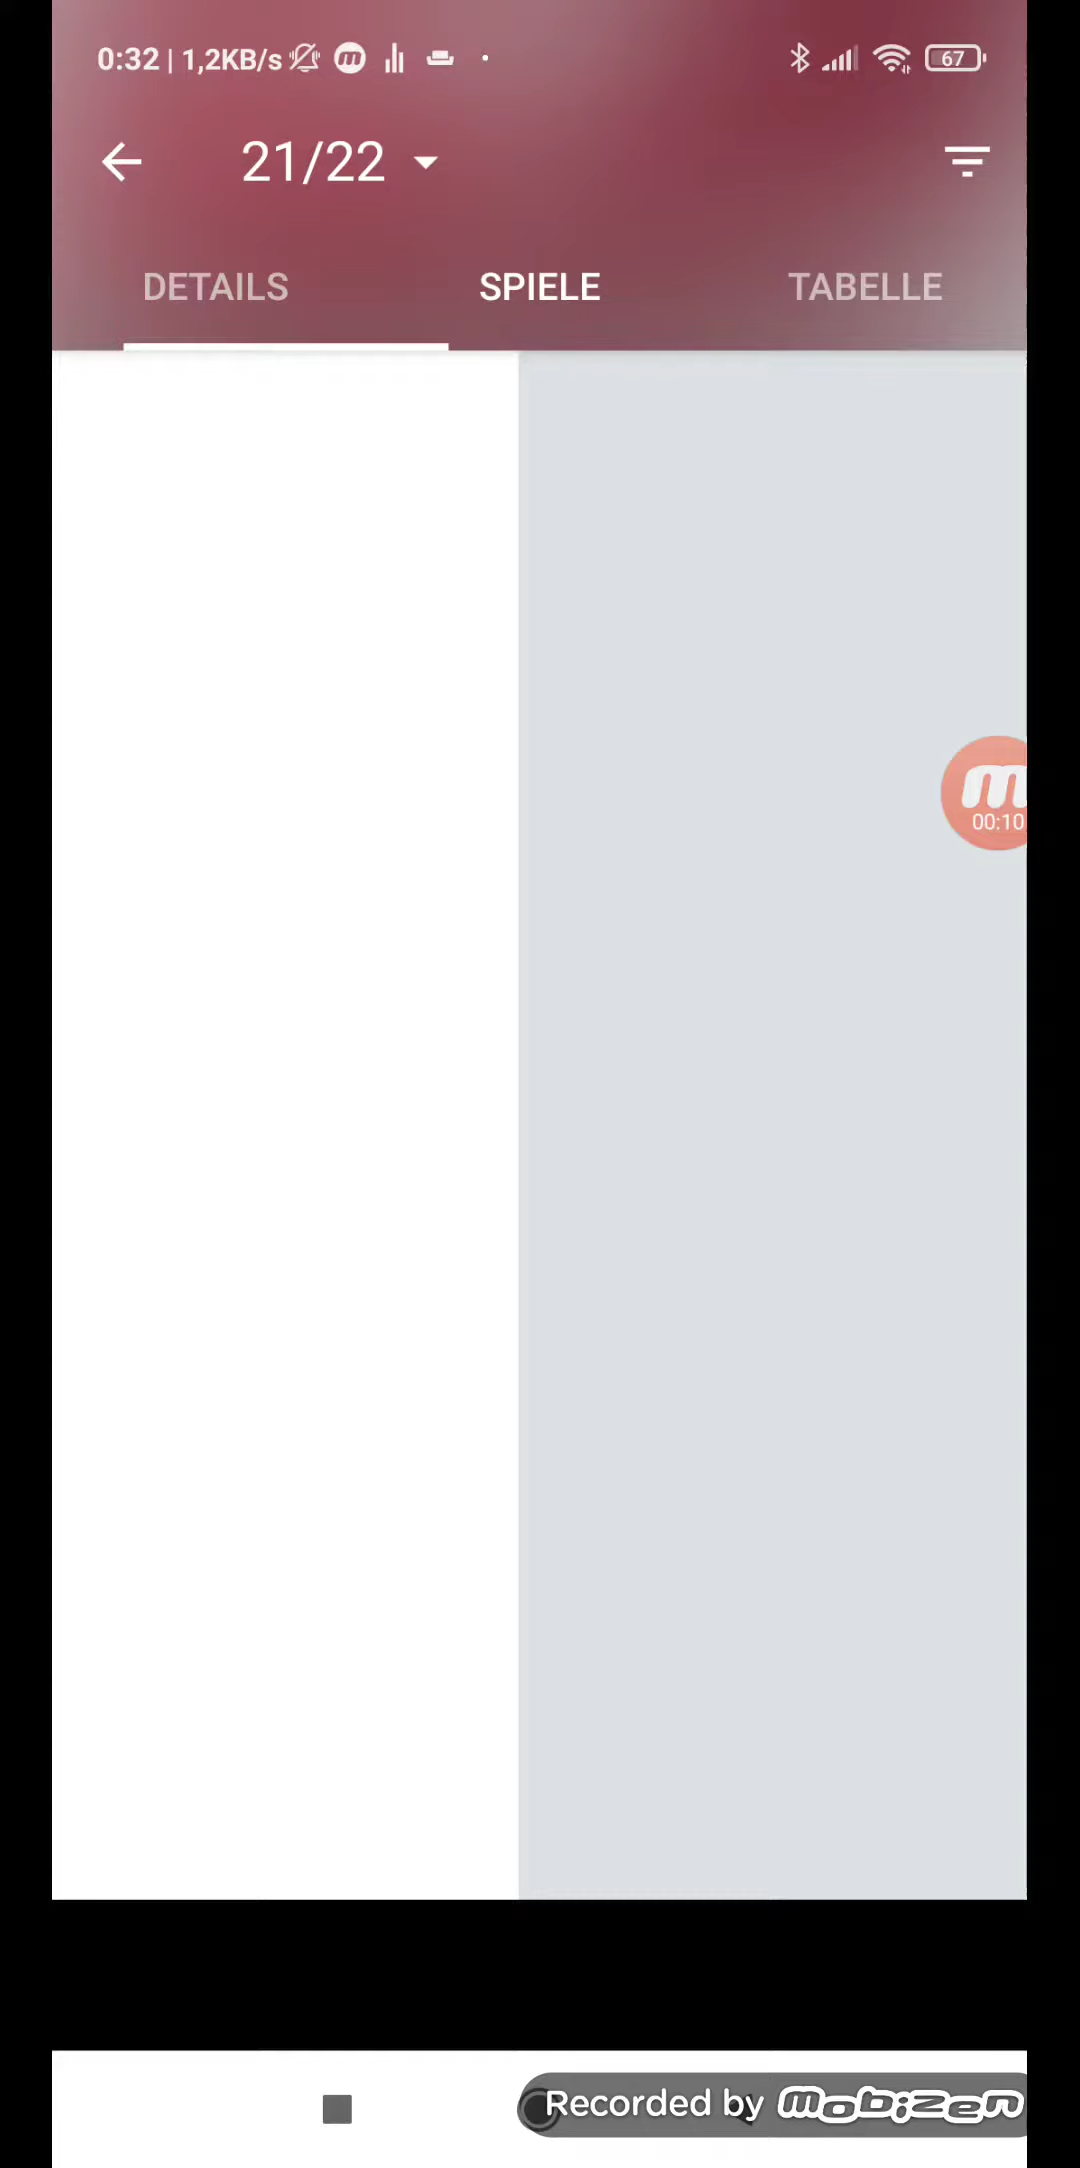 0:32 | 1,2KB/s
67
21/22
DETAILS SPIELE TABELLE
m
00:10
Recorded by mobizen